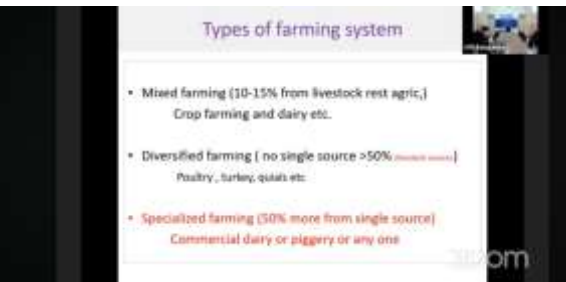 Types of farming system
• Mixed farming (10-15% from livestock rest agric,)
Crop farming and dairy etc.
• Diversified farming ( no single source >50%
Poultry , turkey, quials etc
• Specialized farming (50% more from single source)
Commercial dairy or piggery or any one
zoom